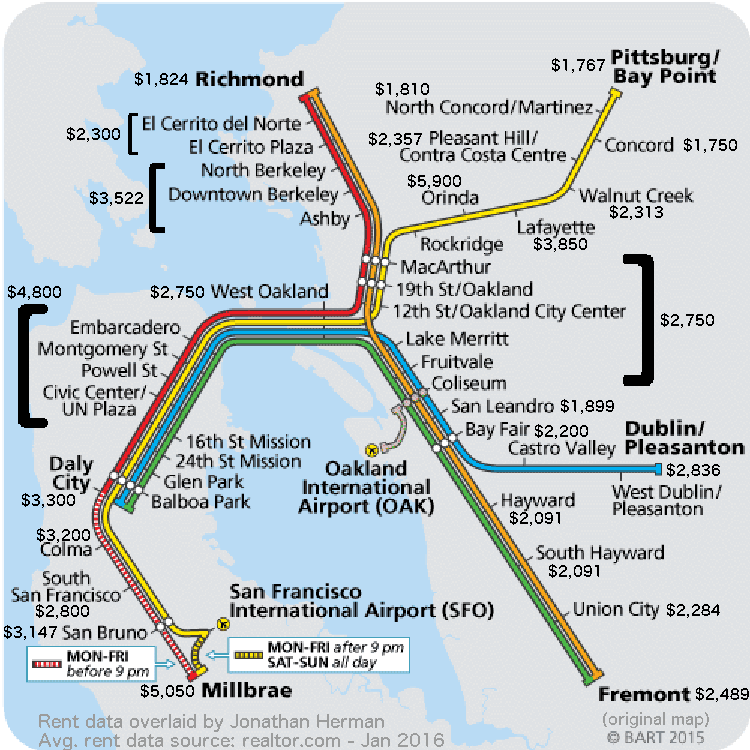 $1,824 Richmond
$1,767 Pittsburg/
Bay Point
$1,810
North Concord/Martinez
El Cerrito del Norte
$2,300
El Cerrito Plaza
$2,357 Pleasant Hill/
Contra Costa Centre
Concord $1,750
North Berkeley
$3,522
Downtown Berkeley
Ashby
$5,900
Orinda
Walnut Creek
$2,313
Lafayette
$3,850
Rockridge
MacArthur
19th St/Oakland
12th St/Oakland City Center
$2,750
$4,800
$2,750 West Oakland
Embarcadero
Montgomery St
Powell St
Civic Center/
UN Plaza
Lake Merritt
Fruitvale
Coliseum
San Leandro $1,899
Bay Fair $2,200
Castro Valley
Dublin/
Pleasanton
$2,836
West Dublin/
Pleasanton
16th St Mission
24th St Mission
Glen Park
Balboa Park
Daly
City
$3,300
Oakland
International
Airport (OAK)
Hayward
$2,091
$3,200
Colma
South Hayward
$2,091
South
San Francisco
$2,800
San Francisco
International Airport (SFO)
Union City $2,284
$3,147 San Bruno
MON-FRI
before 9 pm
MON-FRI after 9 pm
SAT-SUN all day
$5,050 Millbrae
Fremont $2,489
Rent data overlaid by Jonathan Herman
Avg. rent data source: realtor.com - Jan 2016
(original map)
© BART 2015